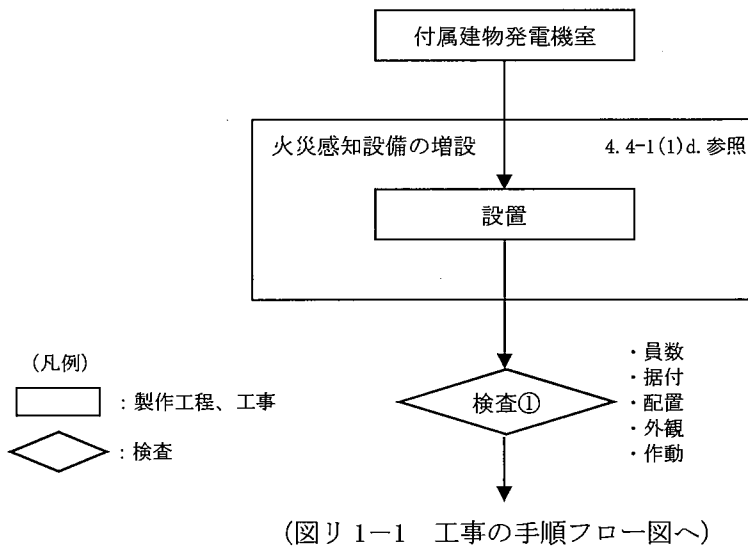 付属建物発電機室
火災感知設備の増設
4.4-1(1)d.参照
設置
検査①
・員数
・据付
・配置
・外観
・作動
(凡例)
：製作工程、工事
：検査
(図リ 1－1 工事の手順フロー図へ)